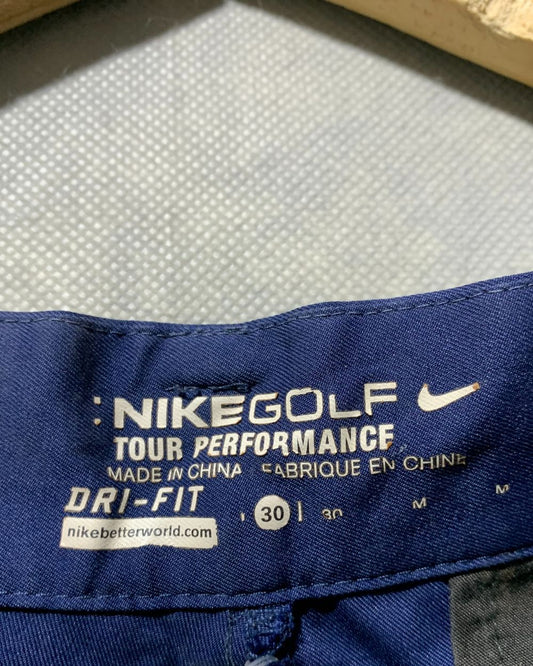 NIKEGOLF
TOUR PERFORMANCE
MADE IN CHINA FABRIQUE EN CHINE
DRI-FIT
30 | 30 M M
nikebetterworld.com